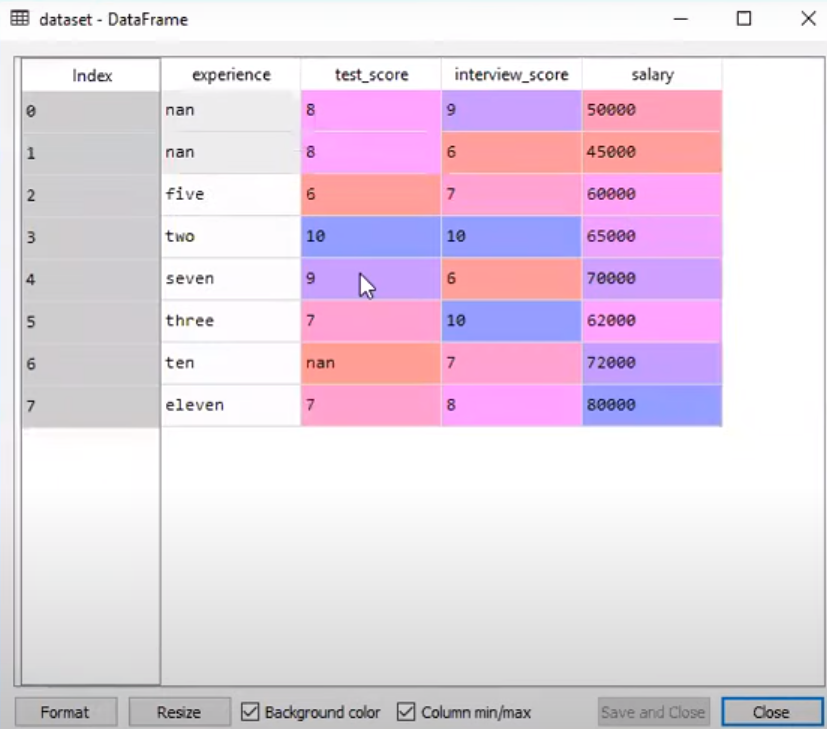 dataset - DataFrame
Index experience test_score interview_score salary
0 nan 8 9 50000
1 nan 8 6 45000
2 five 6 7 60000
3 two 10 10 65000
4 seven 9 6 70000
5 three 7 10 62000
6 ten nan 7 72000
7 eleven 7 8 80000
Format Resize Background color Column min/max Save and Close Close